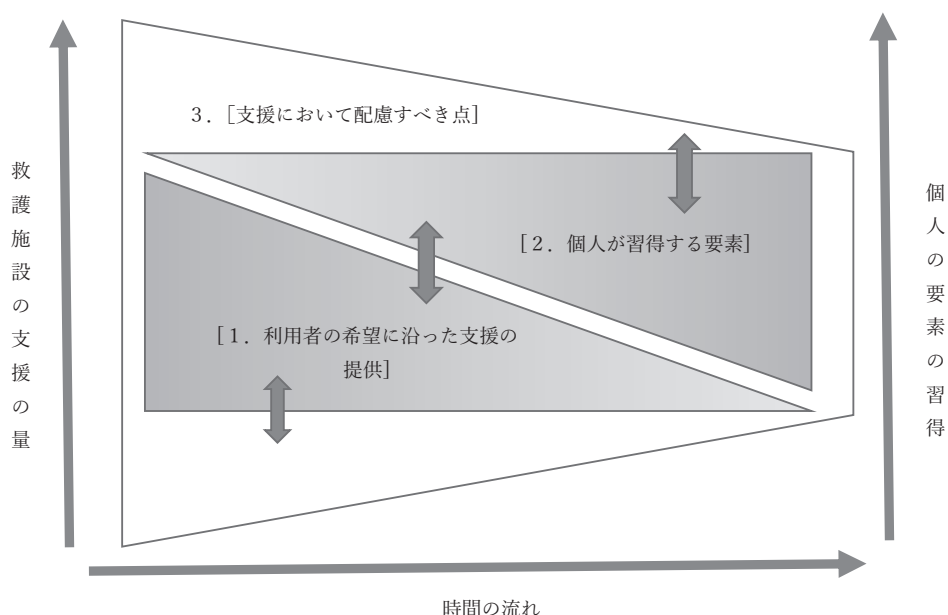 3．［支援において配慮すべき点］
救護施設の支援の量
個人の要素の習得
［2．個人が習得する要素］
［1．利用者の希望に沿った支援の
提供］
時間の流れ